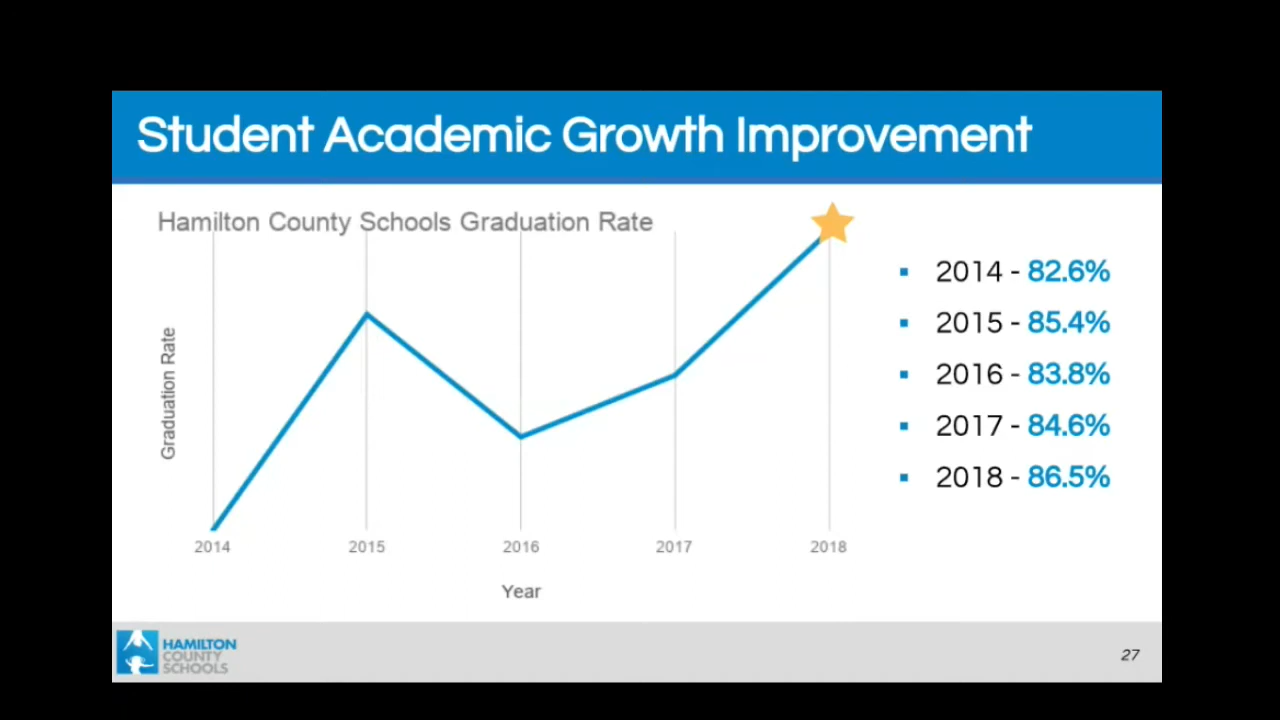 Student Academic Growth Improvement
Hamilton County Schools Graduation Rate
Graduation Rate
2014 2015 2016 2017 2018
Year
2014 - 82.6%
2015 - 85.4%
2016 - 83.8%
2017 - 84.6%
2018 - 86.5%
HAMILTON
COUNTY
SCHOOLS
27